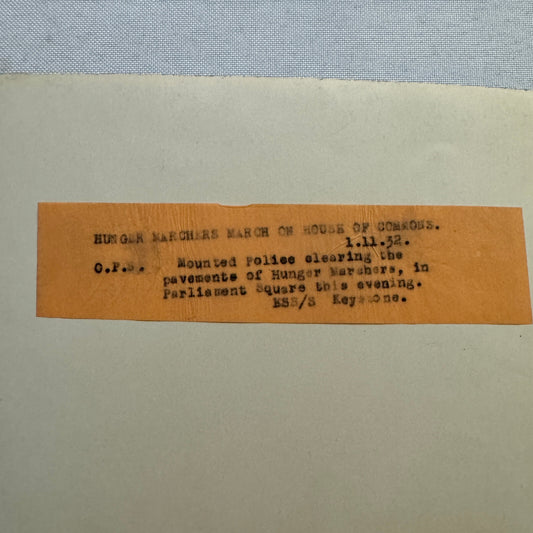 HUNGER MARCHERS MARCH ON HOUSE OF COMMONS.
1.11.32.
O.P.S. Mounted Police clearing the
pavements of Hunger Marchers, in
Parliament Square this evening.
ESS/S Keystone.